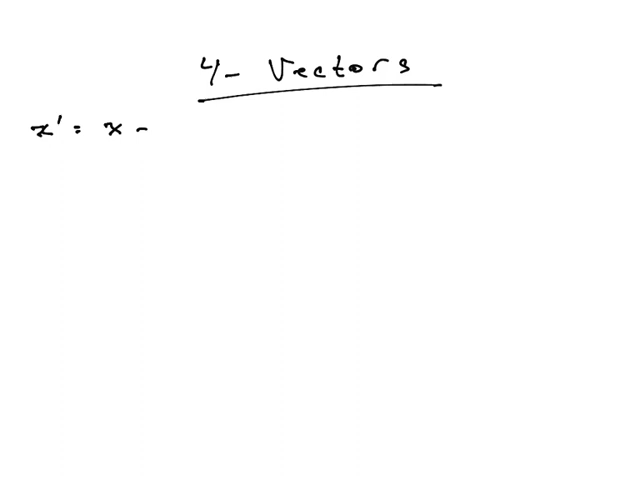 4- Vectors
x' = x -